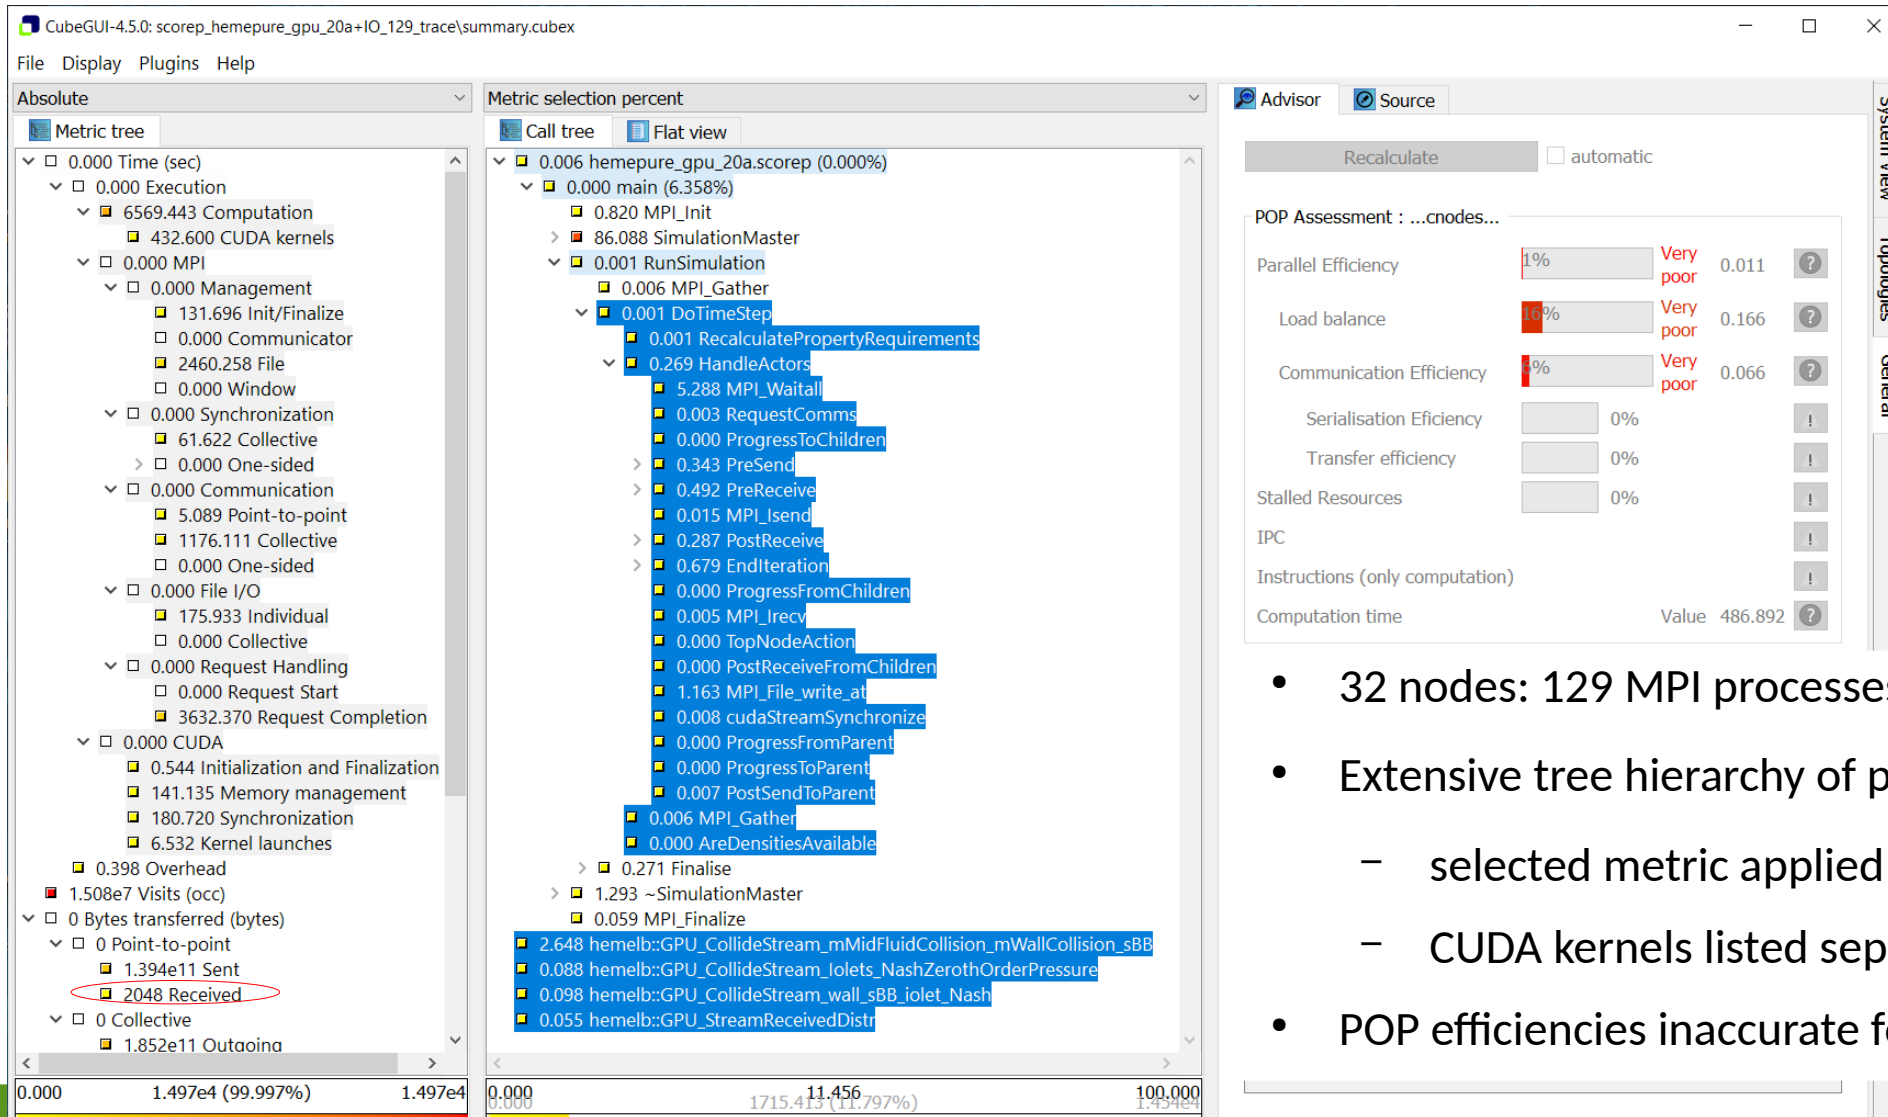 CubeGUI-4.5.0: scorep_hemepure_gpu_20a+IO_129_trace\summary.cubex
File Display Plugins Help
Absolute
Metric tree
0.000 Time (sec)
0.000 Execution
6569.443 Computation
432.600 CUDA kernels
0.000 MPI
0.000 Management
131.696 Init/Finalize
0.000 Communicator
2460.258 File
0.000 Window
0.000 Synchronization
61.622 Collective
0.000 One-sided
0.000 Communication
5.089 Point-to-point
1176.111 Collective
0.000 One-sided
0.000 File I/O
175.933 Individual
0.000 Collective
0.000 Request Handling
0.000 Request Start
3632.370 Request Completion
0.000 CUDA
0.544 Initialization and Finalization
141.135 Memory management
180.720 Synchronization
6.532 Kernel launches
0.398 Overhead
1.508e7 Visits (occ)
0 Bytes transferred (bytes)
0 Point-to-point
1.394e11 Sent
2048 Received
0 Collective
1.852e11 Outgoing
0.000 1.497e4 (99.997%) 1.497e4
Metric selection percent
Call tree Flat view
0.006 hemepure_gpu_20a.scorep (0.000%)
0.000 main (6.358%)
0.820 MPI_Init
86.088 SimulationMaster
0.001 RunSimulation
0.006 MPI_Gather
0.001 DoTimeStep
0.001 RecalculatePropertyRequirements
0.269 HandleActors
5.288 MPI_Waitall
0.003 RequestComms
0.000 ProgressToChildren
0.343 PreSend
0.492 PreReceive
0.015 MPI_Isend
0.287 PostReceive
0.679 EndIteration
0.000 ProgressFromChildren
0.005 MPI_Irecv
0.000 TopNodeAction
0.000 PostReceiveFromChildren
1.163 MPI_File_write_at
0.008 cudaStreamSynchronize
0.000 ProgressFromParent
0.000 ProgressToParent
0.007 PostSendToParent
0.006 MPI_Gather
0.000 AreDensitiesAvailable
0.271 Finalise
1.293 ~SimulationMaster
0.059 MPI_Finalize
2.648 hemelb::GPU_CollideStream_mMidFluidCollision_mWallCollision_sBB
0.088 hemelb::GPU_CollideStream_Iolets_NashZerothOrderPressure
0.098 hemelb::GPU_CollideStream_wall_sBB_iolet_Nash
0.055 hemelb::GPU_StreamReceivedDistr
0.000 11.456 100.000
0.000 1715.413 (11.797%) 1.454e4
Advisor Source
Recalculate automatic
POP Assessment : ...cnodes...
Parallel Efficiency 1% Very poor 0.011 ?
Load balance 16% Very poor 0.166 ?
Communication Efficiency 6% Very poor 0.066 ?
Serialisation Eficiency 0% !
Transfer efficiency 0% !
Stalled Resources 0% !
IPC !
Instructions (only computation) !
Computation time Value 486.892 ?
System View
Topologies
General
• 32 nodes: 129 MPI processes
• Extensive tree hierarchy of p
– selected metric applied
– CUDA kernels listed sep
• POP efficiencies inaccurate fo